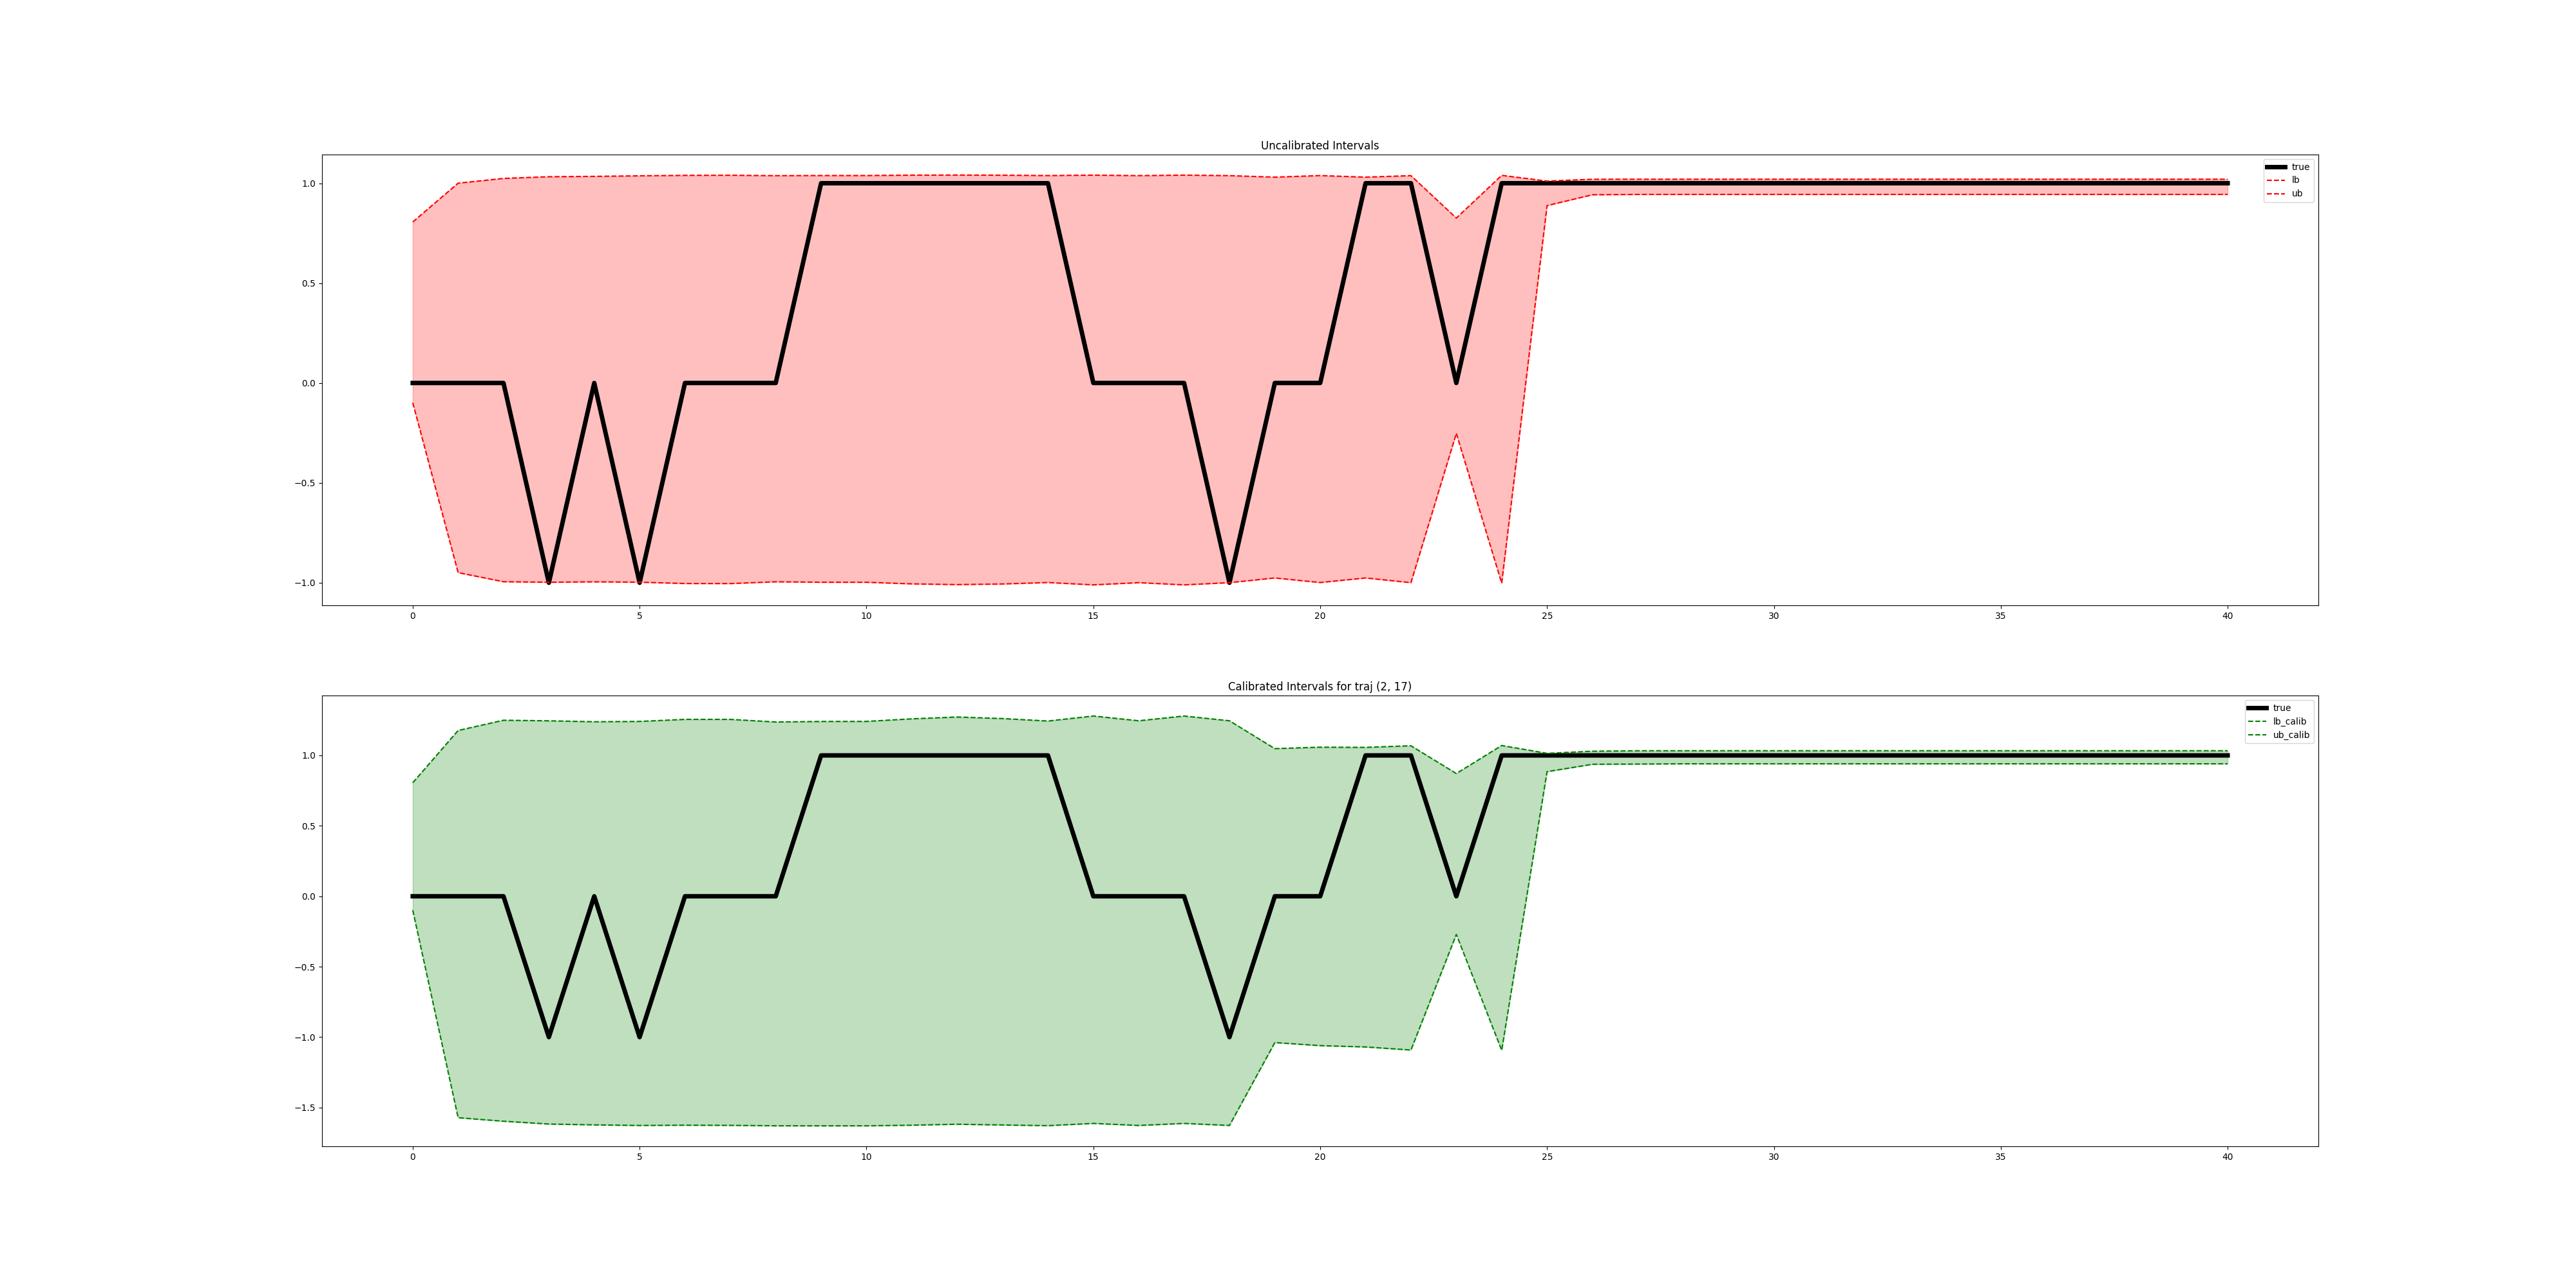 Uncalibrated Intervals
true
lb
ub
1.0
0.5
0.0
−0.5
−1.0
0 5 10 15 20 25 30 35 40
Calibrated Intervals for traj (2, 17)
true
lb_calib
ub_calib
1.0
0.5
0.0
−0.5
−1.0
−1.5
0 5 10 15 20 25 30 35 40